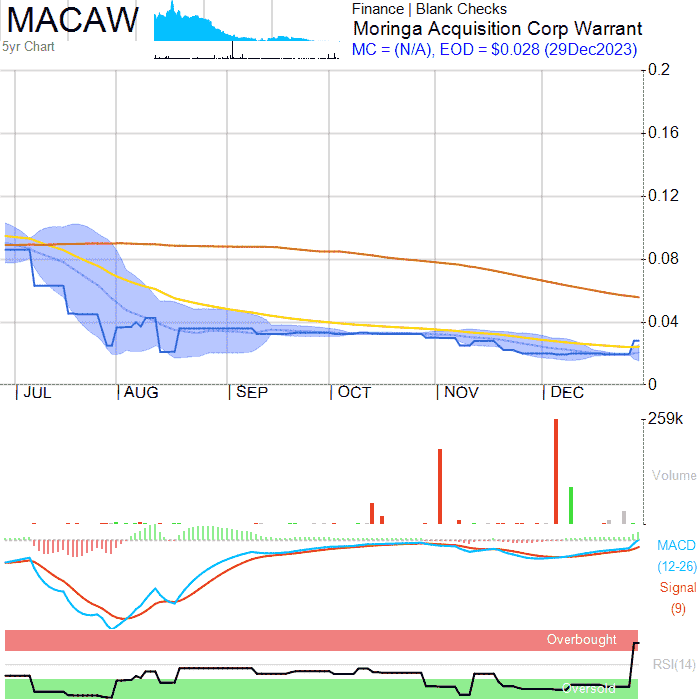 MACAW
5yr Chart
Finance | Blank Checks
Moringa Acquisition Corp Warrant
MC = (N/A), EOD = $0.028 (29Dec2023)
0.2
0.16
0.12
0.08
0.04
0
JUL AUG SEP OCT NOV DEC
259k
Volume
MACD
(12-26)
Signal
(9)
Overbought
RSI(14)
Oversold